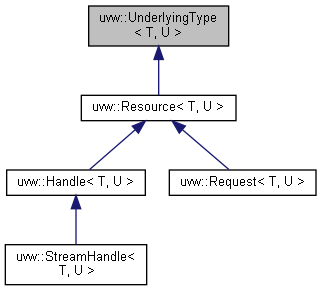 uvw::UnderlyingType
< T, U >
uvw::Resource< T, U >
uvw::Handle< T, U >
uvw::Request< T, U >
uvw::StreamHandle<
T, U >